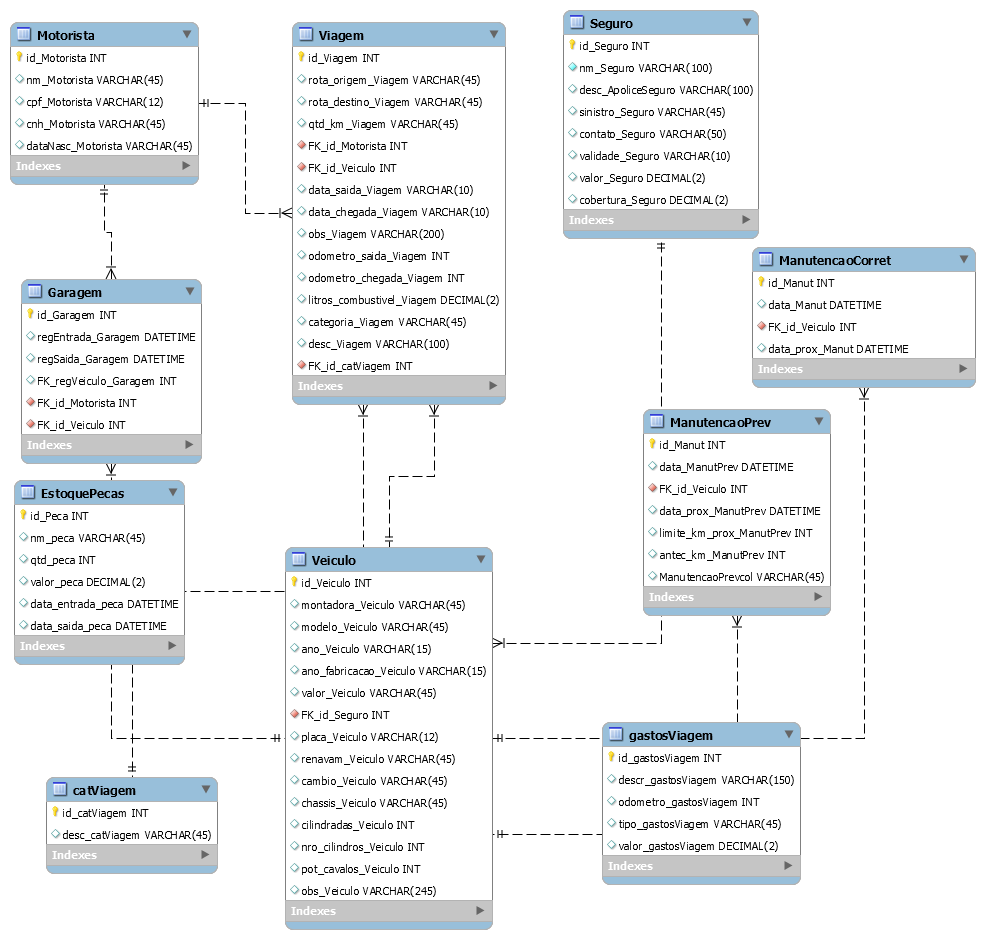 Motorista
id_Motorista INT
nm_Motorista VARCHAR(45)
cpf_Motorista VARCHAR(12)
cnh_Motorista VARCHAR(45)
dataNasc_Motorista VARCHAR(45)
Indexes
Viagem
id_Viagem INT
rota_origem_Viagem VARCHAR(45)
rota_destino_Viagem VARCHAR(45)
qtd_km_Viagem VARCHAR(45)
FK_id_Motorista INT
FK_id_Veiculo INT
data_saida_Viagem VARCHAR(10)
data_chegada_Viagem VARCHAR(10)
obs_Viagem VARCHAR(200)
odometro_saida_Viagem INT
odometro_chegada_Viagem INT
litros_combustivel_Viagem DECIMAL(2)
categoria_Viagem VARCHAR(45)
desc_Viagem VARCHAR(100)
FK_id_catViagem INT
Indexes
Seguro
id_Seguro INT
nm_Seguro VARCHAR(100)
desc_ApoliceSeguro VARCHAR(100)
sinistro_Seguro VARCHAR(45)
contato_Seguro VARCHAR(50)
validade_Seguro VARCHAR(10)
valor_Seguro DECIMAL(2)
cobertura_Seguro DECIMAL(2)
Indexes
ManutencaoCorret
id_Manut INT
data_Manut DATETIME
FK_id_Veiculo INT
data_prox_Manut DATETIME
Indexes
Garagem
id_Garagem INT
regEntrada_Garagem DATETIME
regSaida_Garagem DATETIME
FK_regVeiculo_Garagem INT
FK_id_Motorista INT
FK_id_Veiculo INT
Indexes
ManutencaoPrev
id_Manut INT
data_ManutPrev DATETIME
FK_id_Veiculo INT
data_prox_ManutPrev DATETIME
limite_km_prox_ManutPrev INT
antec_km_ManutPrev INT
ManutencaoPrevcol VARCHAR(45)
Indexes
EstoquePecas
id_Peca INT
nm_peca VARCHAR(45)
qtd_peca INT
valor_peca DECIMAL(2)
data_entrada_peca DATETIME
data_saida_peca DATETIME
Indexes
Veiculo
id_Veiculo INT
montadora_Veiculo VARCHAR(45)
modelo_Veiculo VARCHAR(45)
ano_Veiculo VARCHAR(15)
ano_fabricacao_Veiculo VARCHAR(15)
valor_Veiculo VARCHAR(45)
FK_id_Seguro INT
placa_Veiculo VARCHAR(12)
renavam_Veiculo VARCHAR(45)
cambio_Veiculo VARCHAR(45)
chassis_Veiculo VARCHAR(45)
cilindradas_Veiculo INT
nro_cilindros_Veiculo INT
pot_cavalos_Veiculo INT
obs_Veiculo VARCHAR(245)
Indexes
gastosViagem
id_gastosViagem INT
descr_gastosViagem VARCHAR(150)
odometro_gastosViagem INT
tipo_gastosViagem VARCHAR(45)
valor_gastosViagem DECIMAL(2)
Indexes
catViagem
id_catViagem INT
desc_catViagem VARCHAR(45)
Indexes